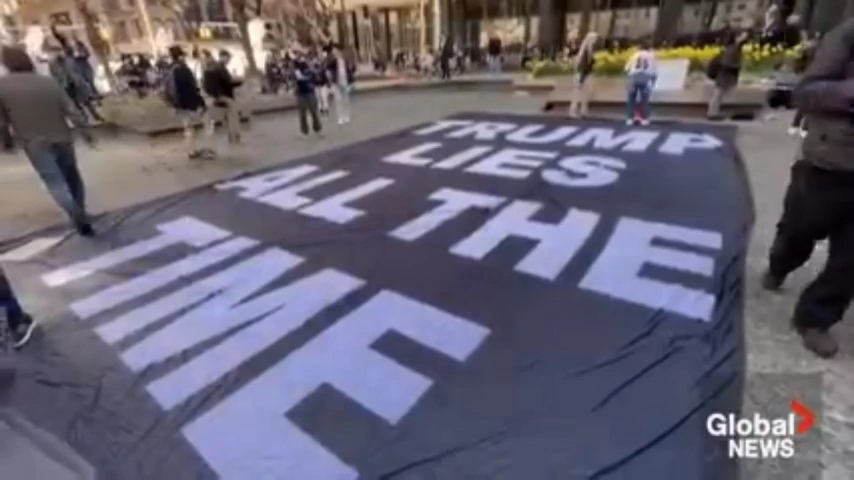 TRUMP
LIES
ALL THE
TIME
Global
NEWS